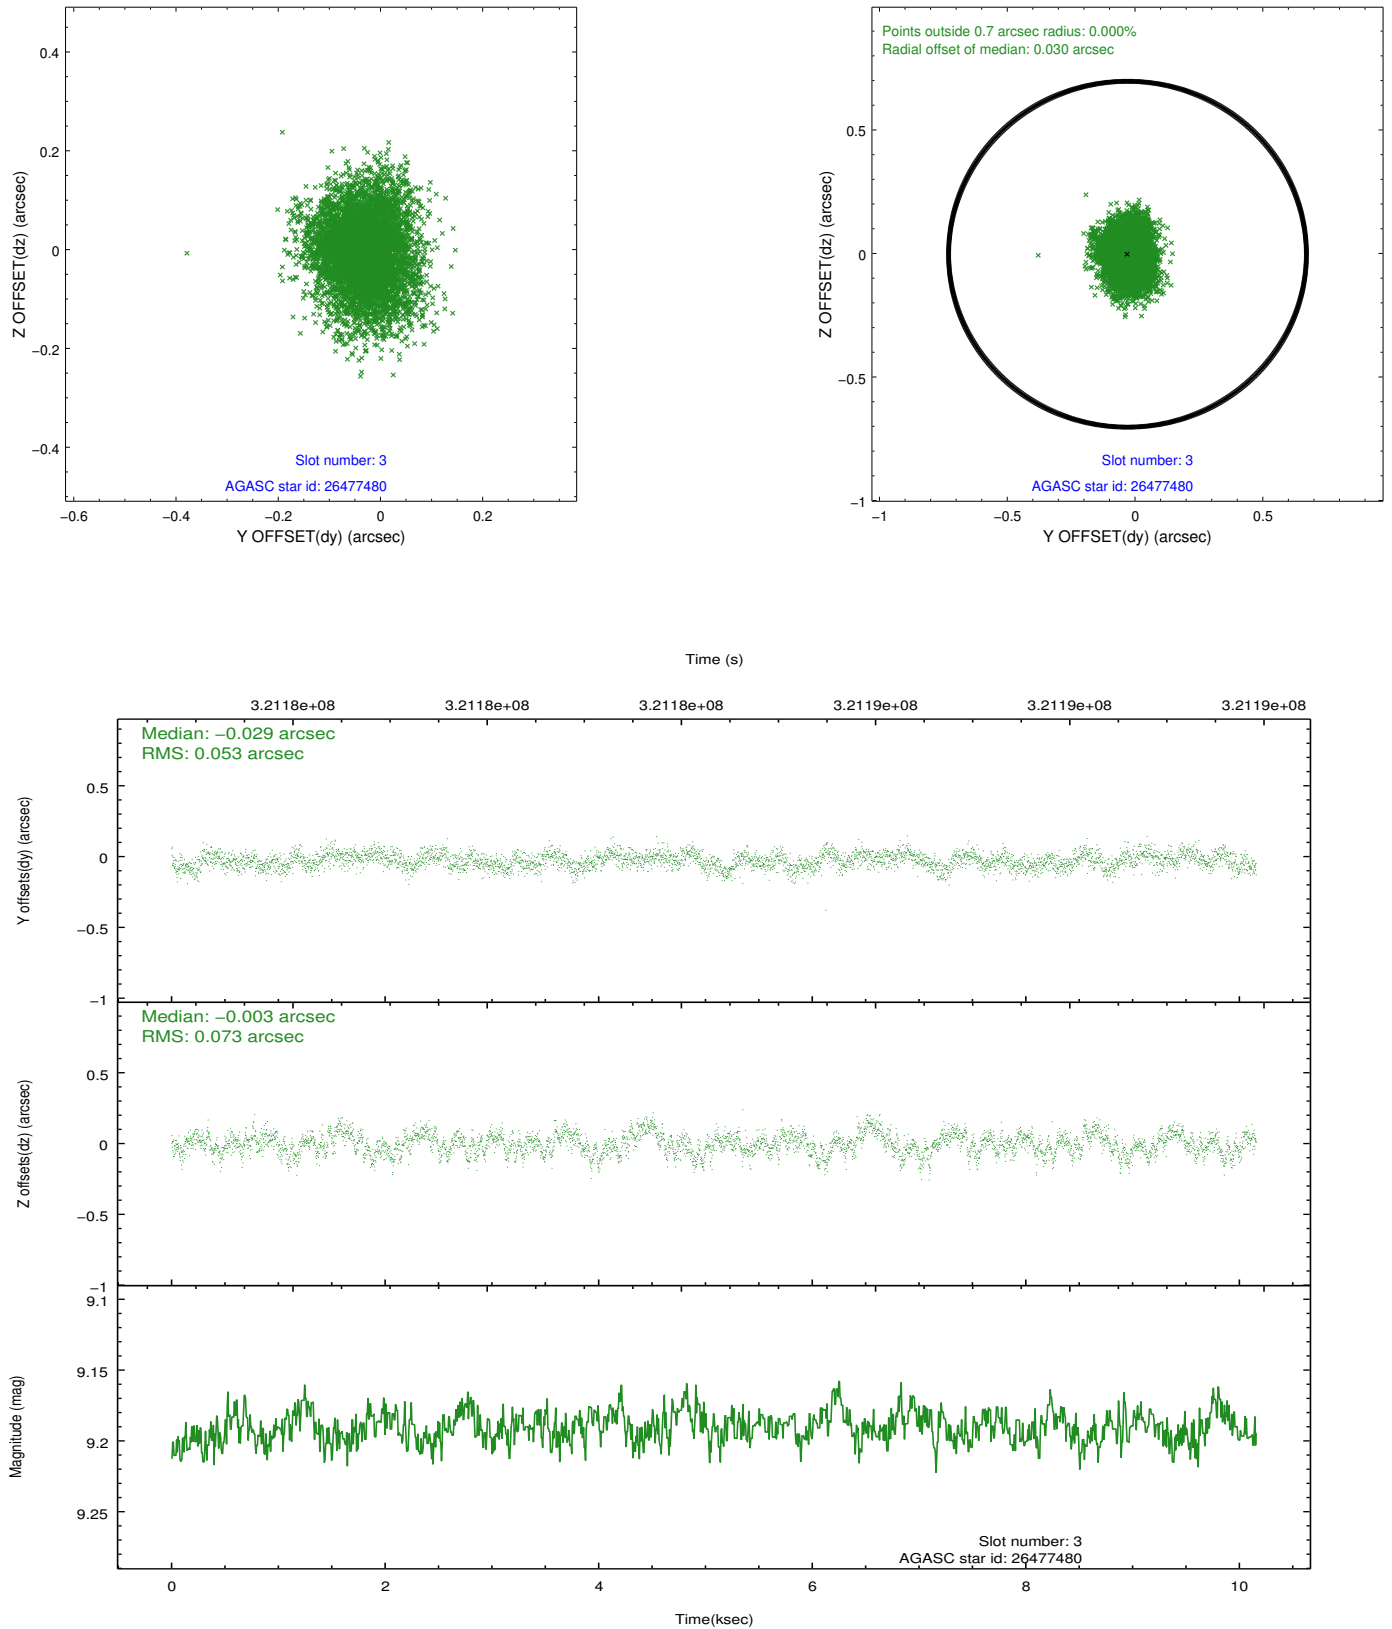 0.4
0.2
0
−0.2
−0.4
Z OFFSET(dz) (arcsec)
Slot number: 3
AGASC star id: 26477480
−0.6
−0.4
−0.2
0
0.2
Y OFFSET(dy) (arcsec)
Points outside 0.7 arcsec radius: 0.000%
Radial offset of median: 0.030 arcsec
0.5
0
−0.5
−1
Z OFFSET(dz) (arcsec)
Slot number: 3
AGASC star id: 26477480
−1
−0.5
0
0.5
Y OFFSET(dy) (arcsec)
Time (s)
3.2118e+08
3.2118e+08
3.2118e+08
3.2119e+08
3.2119e+08
3.2119e+08
Median: −0.029 arcsec
RMS: 0.053 arcsec
0.5
0
−0.5
−1
Y offsets(dy) (arcsec)
Median: −0.003 arcsec
RMS: 0.073 arcsec
0.5
0
−0.5
−1
Z offsets(dz) (arcsec)
9.1
9.15
9.2
9.25
Magnitude (mag)
Slot number: 3
AGASC star id: 26477480
0
2
4
6
8
10
Time(ksec)